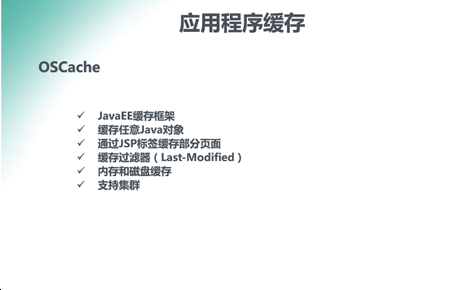 应用程序缓存
OSCache
✓ JavaEE缓存框架
✓ 缓存任意Java对象
✓ 通过JSP标签缓存部分页面
✓ 缓存过滤器（Last-Modified）
✓ 内存和磁盘缓存
✓ 支持集群